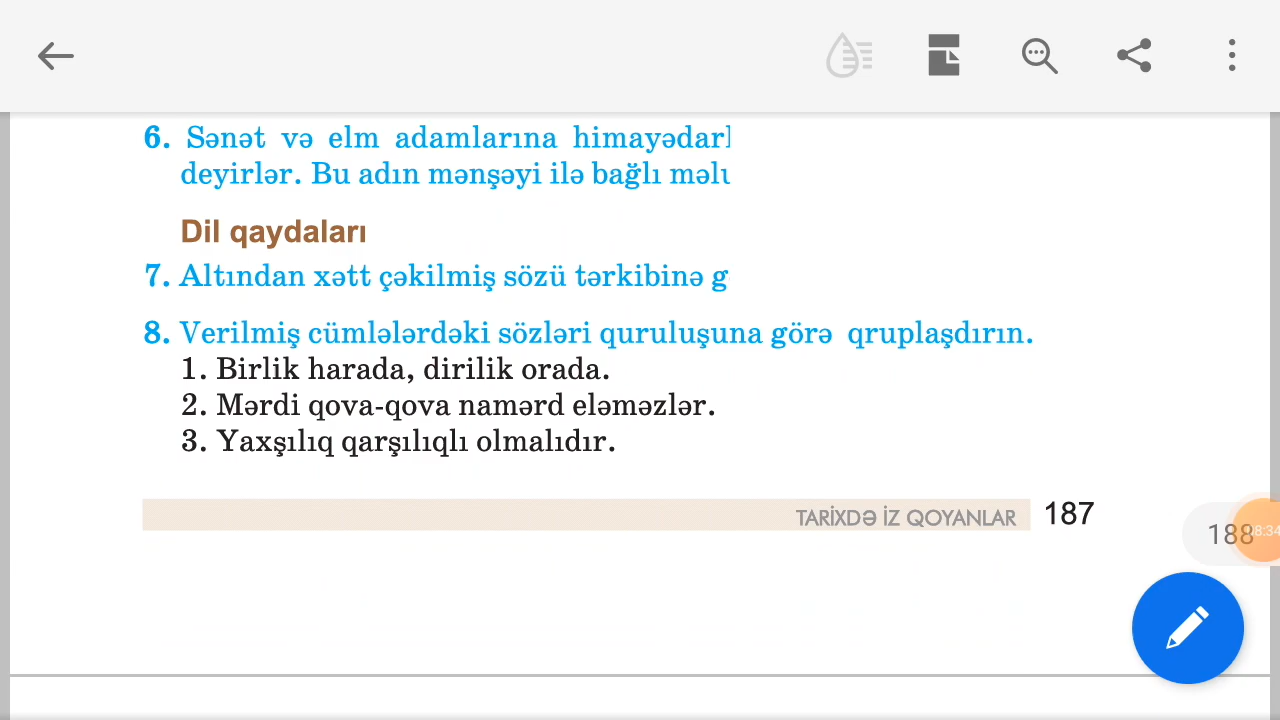 6. Sənət və elm adamlarına
deyirlər. Bu adın mənşəyi ilə bağlı
Dil qaydaları
7. Altından xətt çəkilmiş sözü tərkibinə
8. Verilmiş cümlələrdəki sözləri quruluşuna görə qruplaşdırın.
1. Birlik harada, dirilik orada.
2. Mərdi qova-qova namərd eləməzlər.
3. Yaxşılıq qarşılıqlı olmalıdır.
TARİXDƏ İZ QOYANLAR 187
188